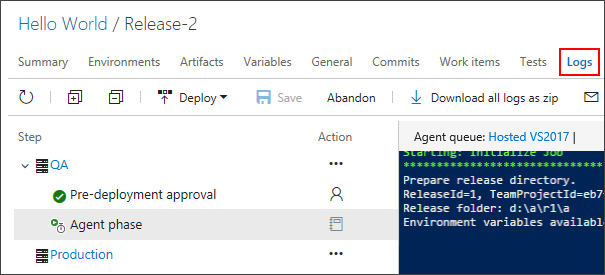 Hello World / Release-2
Summary Environments Artifacts Variables General Commits Work items Tests Logs
Deploy Save Abandon Download all logs as zip
Step Action Agent queue: Hosted VS2017 |
QA ...
Starting: Initialize Job
******************************
Prepare release directory.
Pre-deployment approval
ReleaseId=1, TeamProjectId=eb7
Release folder: d:\a\r1\a
Agent phase
Environment variables available
Production ...